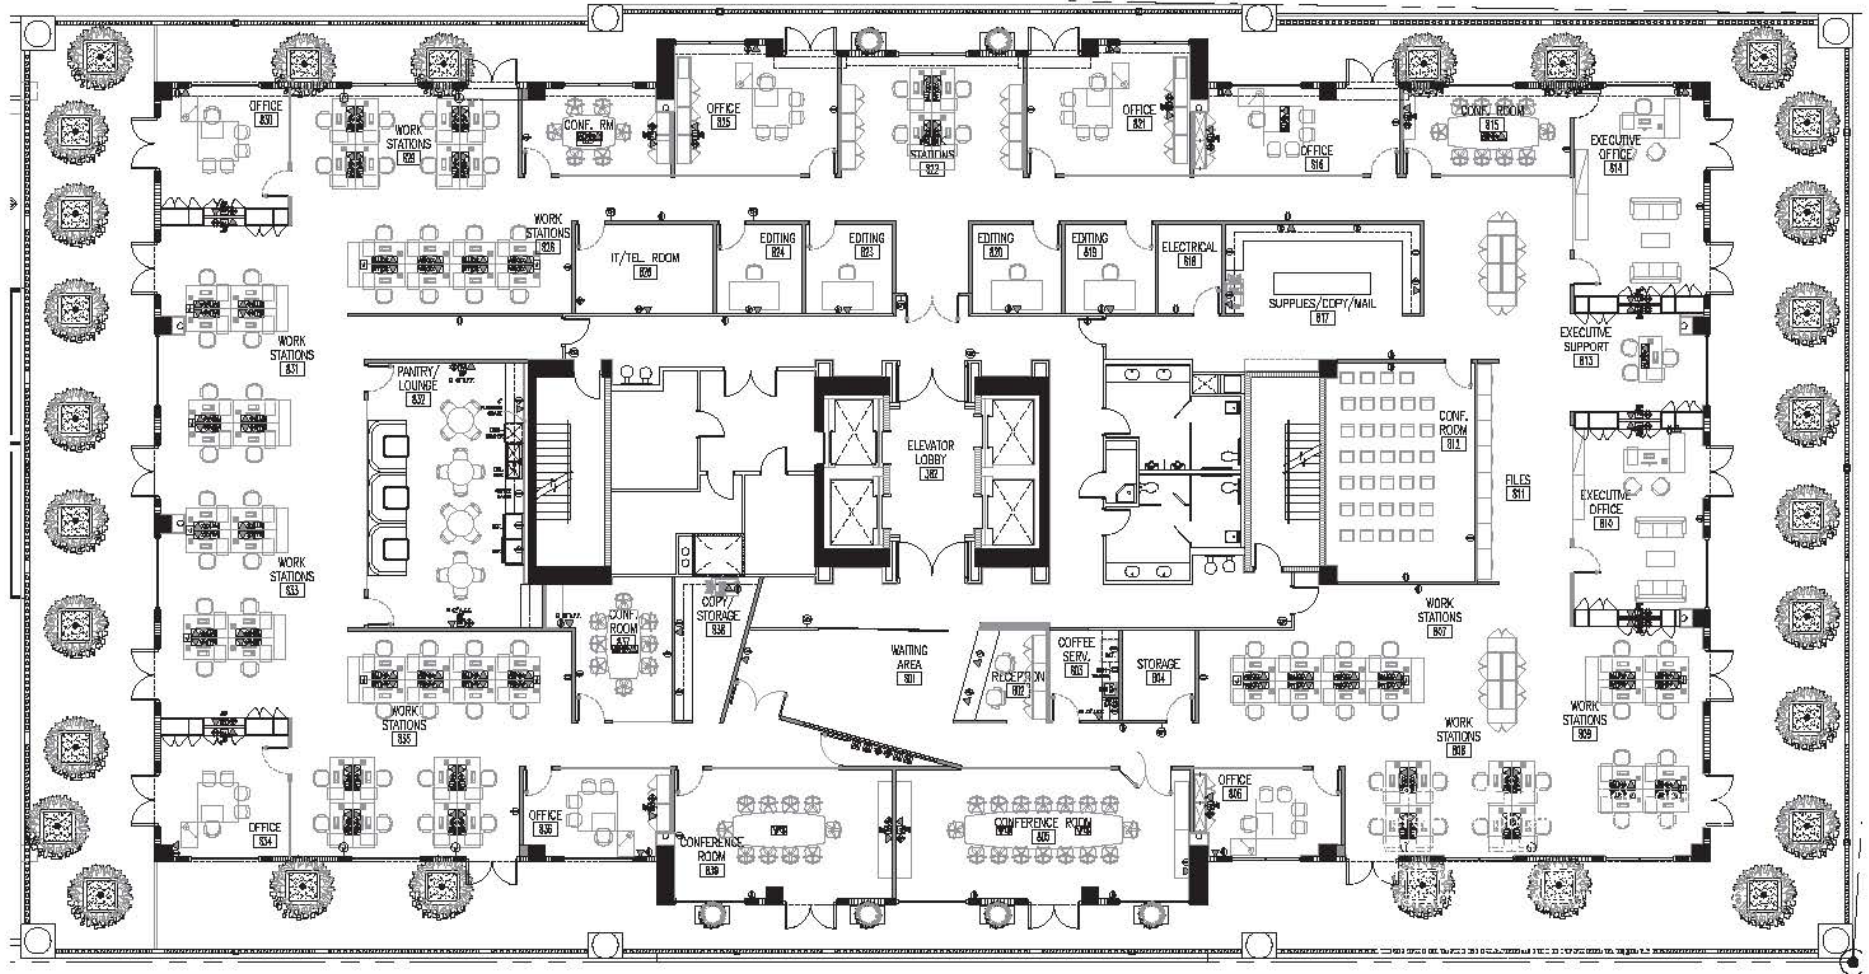 OFFICE
830
WORK
STATIONS
829
CONF. RM
OFFICE
825
STATIONS
822
OFFICE
821
OFFICE
816
CONF. ROOM
815
EXECUTIVE
OFFICE
814
WORK
STATIONS
828
IT/TEL. ROOM
826
EDITING
824
EDITING
823
EDITING
820
EDITING
819
ELECTRICAL
818
SUPPLIES/COPY/MAIL
817
WORK
STATIONS
831
EXECUTIVE
SUPPORT
813
PANTRY/
LOUNGE
832
ELEVATOR
LOBBY
CONF.
ROOM
812
FILES
811
EXECUTIVE
OFFICE
810
WORK
STATIONS
833
CONF.
ROOM
837
COPY/
STORAGE
838
WAITING
AREA
801
RECEPTION
802
COFFEE
SERV.
803
STORAGE
804
WORK
STATIONS
807
WORK
STATIONS
835
WORK
STATIONS
808
WORK
STATIONS
809
OFFICE
834
OFFICE
836
CONFERENCE
ROOM
839
CONFERENCE ROOM
805
OFFICE
806